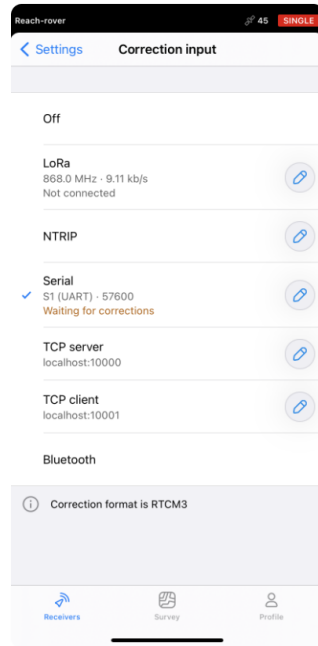 Reach-rover 45 SINGLE
Settings Correction input
Off
LoRa
868.0 MHz · 9.11 kb/s
Not connected
NTRIP
Serial
S1 (UART) · 57600
Waiting for corrections
TCP server
localhost:10000
TCP client
localhost:10001
Bluetooth
Correction format is RTCM3
Receivers Survey Profile